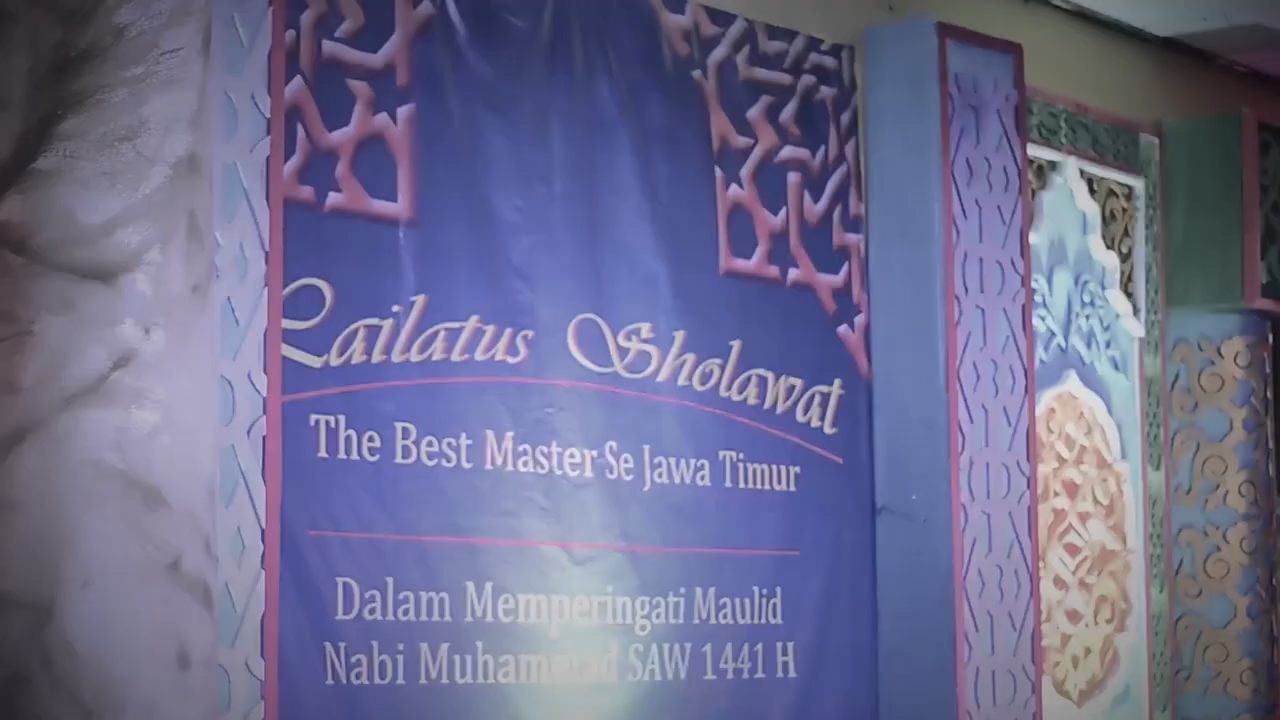 Lailatus Sholawat
The Best Master Se Jawa Timur
Dalam Memperingati Maulid
Nabi Muhammad SAW 1441 H